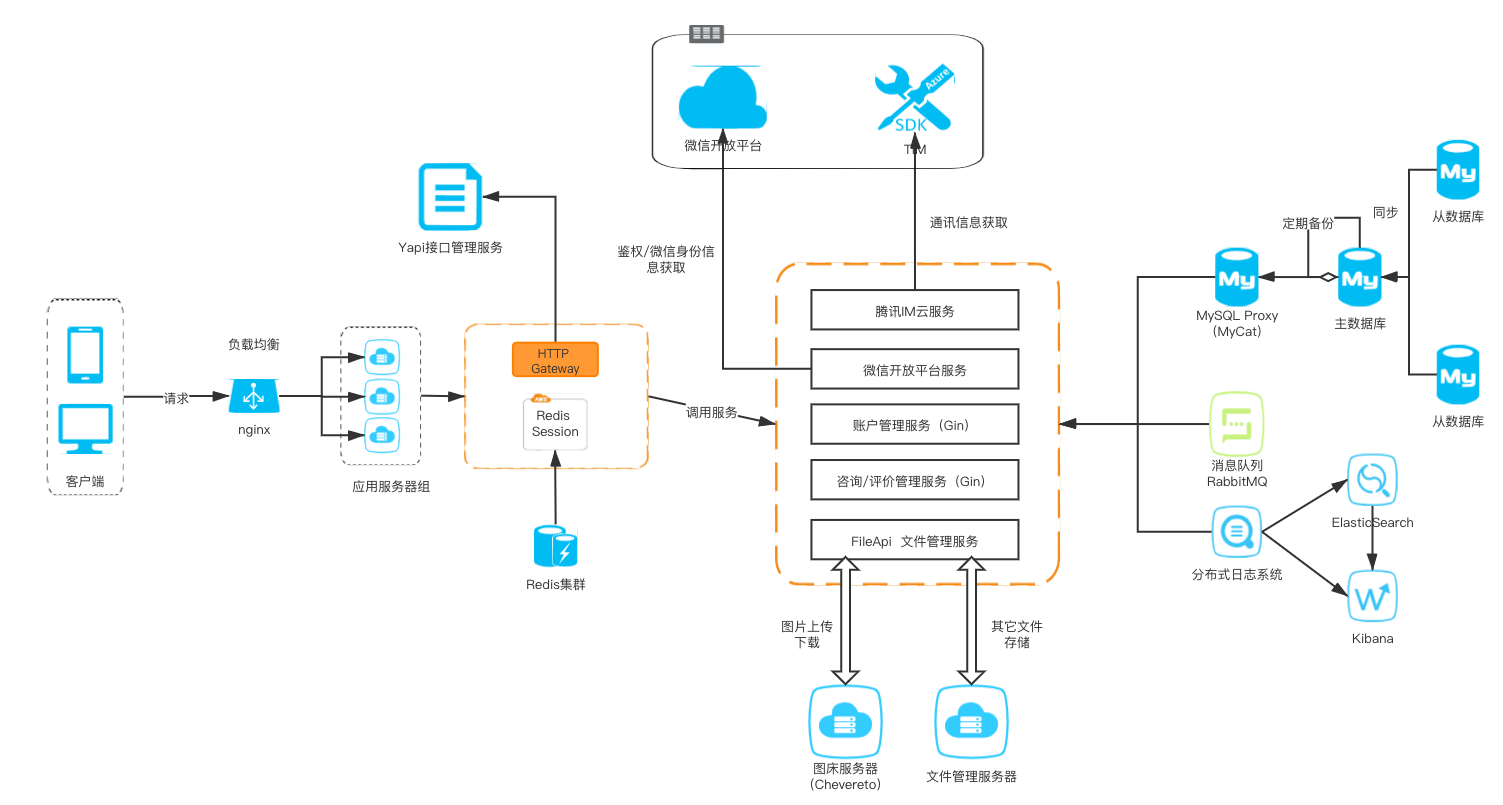 微信开放平台
Azure
SDK
TIM
Yapi接口管理服务
鉴权/微信身份信
息获取
通讯信息获取
My
从数据库
同步
定期备份
My
MySQL Proxy
(MyCat)
My
主数据库
My
从数据库
客户端
请求
负载均衡
nginx
应用服务器组
HTTP
Gateway
Redis
Session
Redis集群
调用服务
腾讯IM云服务
微信开放平台服务
账户管理服务（Gin）
咨询/评价管理服务（Gin）
FileApi 文件管理服务
消息队列
RabbitMQ
分布式日志系统
ElasticSearch
W
Kibana
图片上传
下载
其它文件
存储
图床服务器
(Chevereto)
文件管理服务器